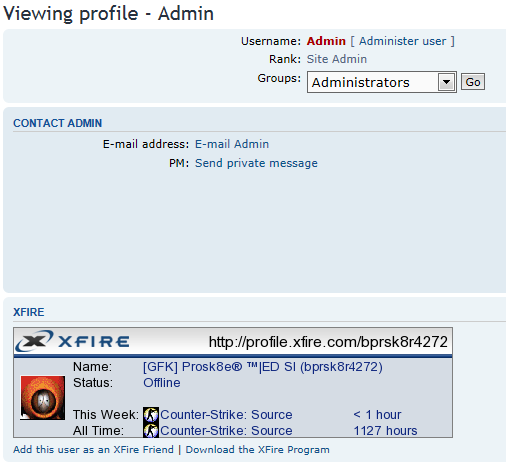 Viewing profile - Admin
Username: Admin [ Administer user ]
Rank: Site Admin
Groups: Administrators Go
CONTACT ADMIN
E-mail address: E-mail Admin
PM: Send private message
XFIRE
XFIRE http://profile.xfire.com/bprsk8r4272
Name: [GFK] Prosk8e® ™|ED SI (bprsk8r4272)
Status: Offline
This Week: Counter-Strike: Source < 1 hour
All Time: Counter-Strike: Source 1127 hours
Add this user as an XFire Friend | Download the XFire Program